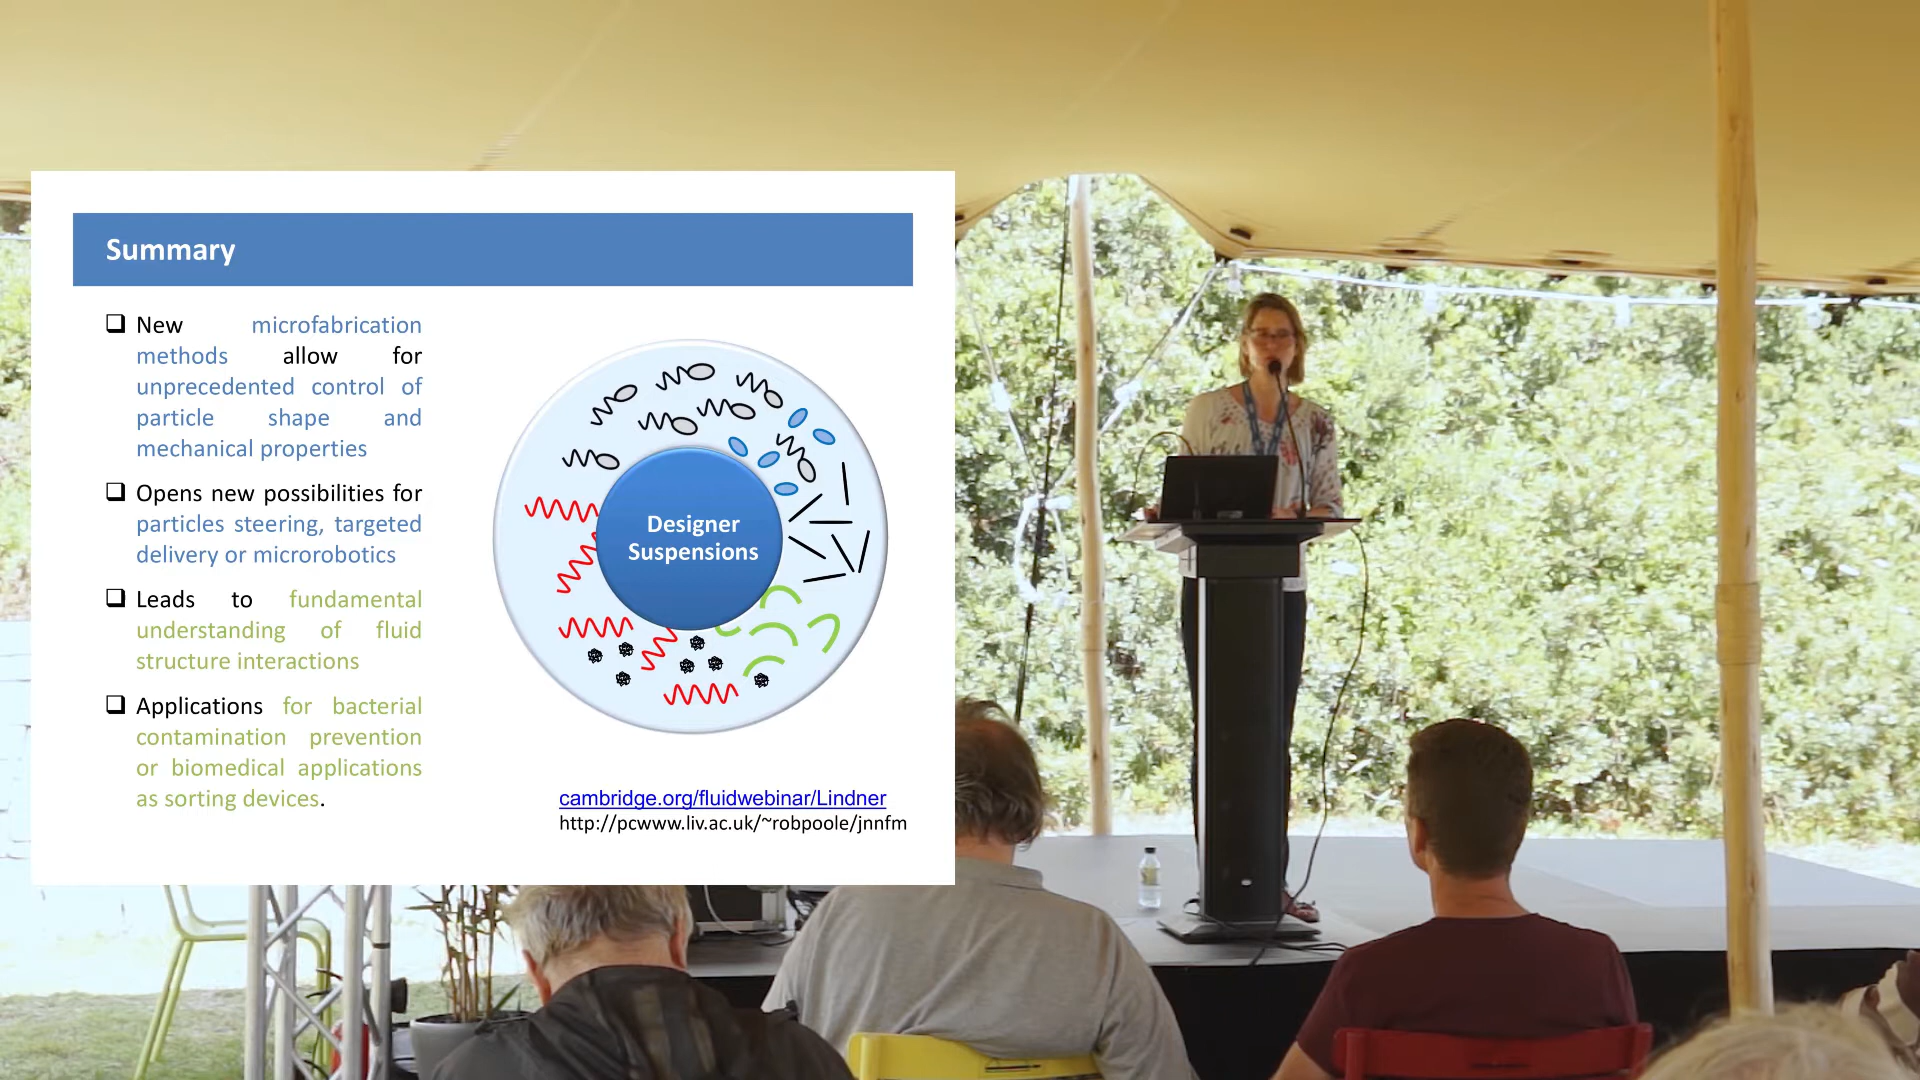 Summary
New microfabrication
methods allow for
unprecedented control of
particle shape and
mechanical properties
Opens new possibilities for
particles steering, targeted
delivery or microrobotics
Leads to fundamental
understanding of fluid
structure interactions
Applications for bacterial
contamination prevention
or biomedical applications
as sorting devices.
Designer
Suspensions
cambridge.org/fluidwebinar/Lindner
http://pcwww.liv.ac.uk/~robpoole/jnnfm